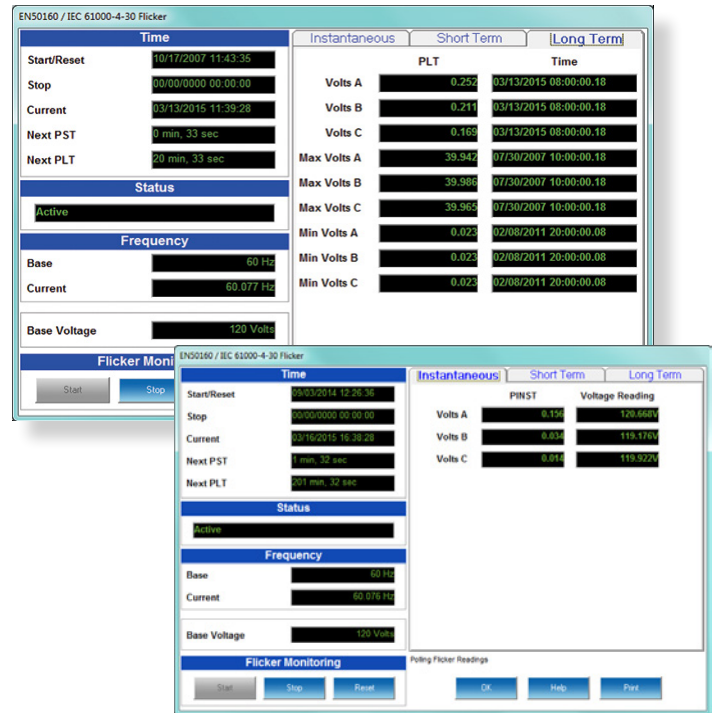 EN50160 / IEC 61000-4-30 Flicker
Time
Start/Reset 10/17/2007 11:43:35
Stop 00/00/0000 00:00:00
Current 03/13/2015 11:39:28
Next PST 0 min, 33 sec
Next PLT 20 min, 33 sec
Status
Active
Frequency
Base 60 Hz
Current 60.077 Hz
Base Voltage 120 Volts
Flicker Moni
Start Stop
Instantaneous Short Term Long Term
PLT Time
Volts A 0.252 03/13/2015 08:00:00.18
Volts B 0.211 03/13/2015 08:00:00.18
Volts C 0.169 03/13/2015 08:00:00.18
Max Volts A 39.942 07/30/2007 10:00:00.18
Max Volts B 39.986 07/30/2007 10:00:00.18
Max Volts C 39.965 07/30/2007 10:00:00.18
Min Volts A 0.023 02/08/2011 20:00:00.08
Min Volts B 0.023 02/08/2011 20:00:00.08
Min Volts C 0.023 02/08/2011 20:00:00.08
EN50160 / IEC 61000-4-30 Flicker
Time
Start/Reset 09/03/2014 12:26:36
Stop 00/00/0000 00:00:00
Current 03/16/2015 16:38:28
Next PST 1 min, 32 sec
Next PLT 201 min, 32 sec
Status
Active
Frequency
Base 60 Hz
Current 60.076 Hz
Base Voltage 120 Volts
Flicker Monitoring
Start Stop Reset
Instantaneous Short Term Long Term
PINST Voltage Reading
Volts A 0.156 120.668V
Volts B 0.034 119.176V
Volts C 0.014 119.922V
Polling Flicker Readings
OK Help Print